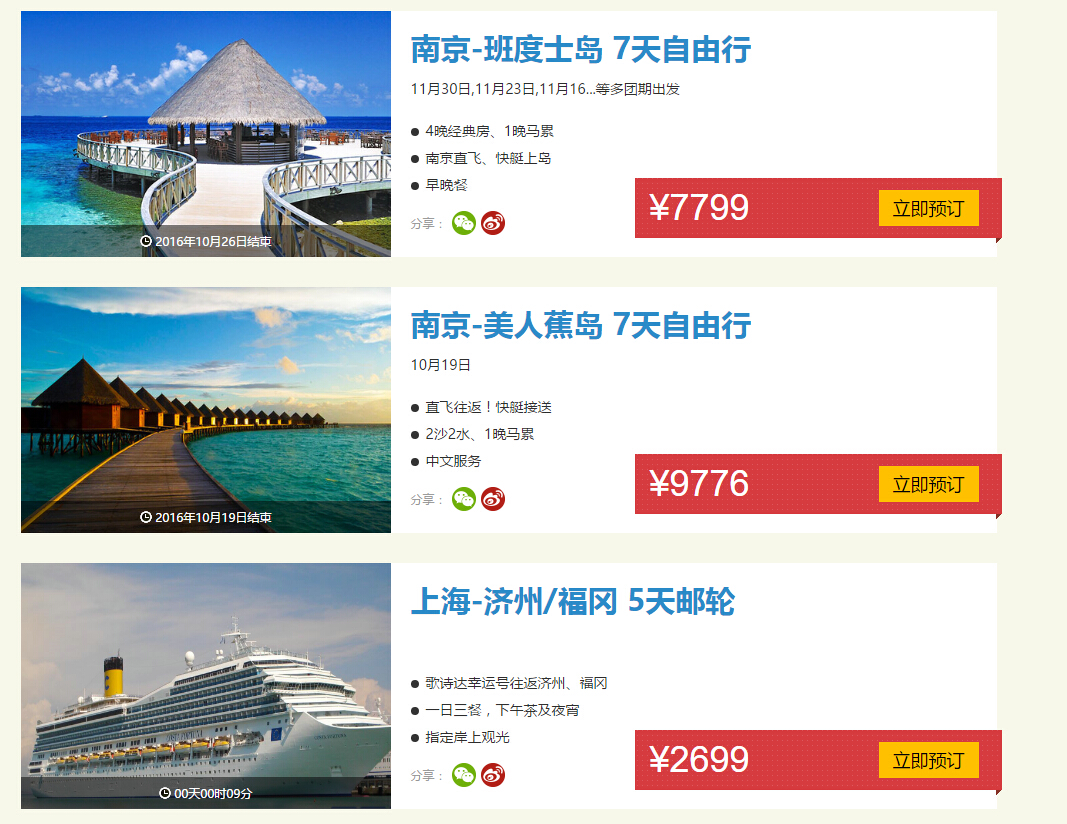 南京-班度士岛 7天自由行
11月30日,11月23日,11月16...等多团期出发
4晚经典房、1晚马累
南京直飞、快艇上岛
早晚餐
¥7799
立即预订
分享：
2016年10月26日结束
南京-美人蕉岛 7天自由行
10月19日
直飞往返！快艇接送
2沙2水、1晚马累
中文服务
¥9776
立即预订
分享：
2016年10月19日结束
上海-济州/福冈 5天邮轮
歌诗达幸运号往返济州、福冈
一日三餐，下午茶及夜宵
指定岸上观光
¥2699
立即预订
分享：
00天00时09分